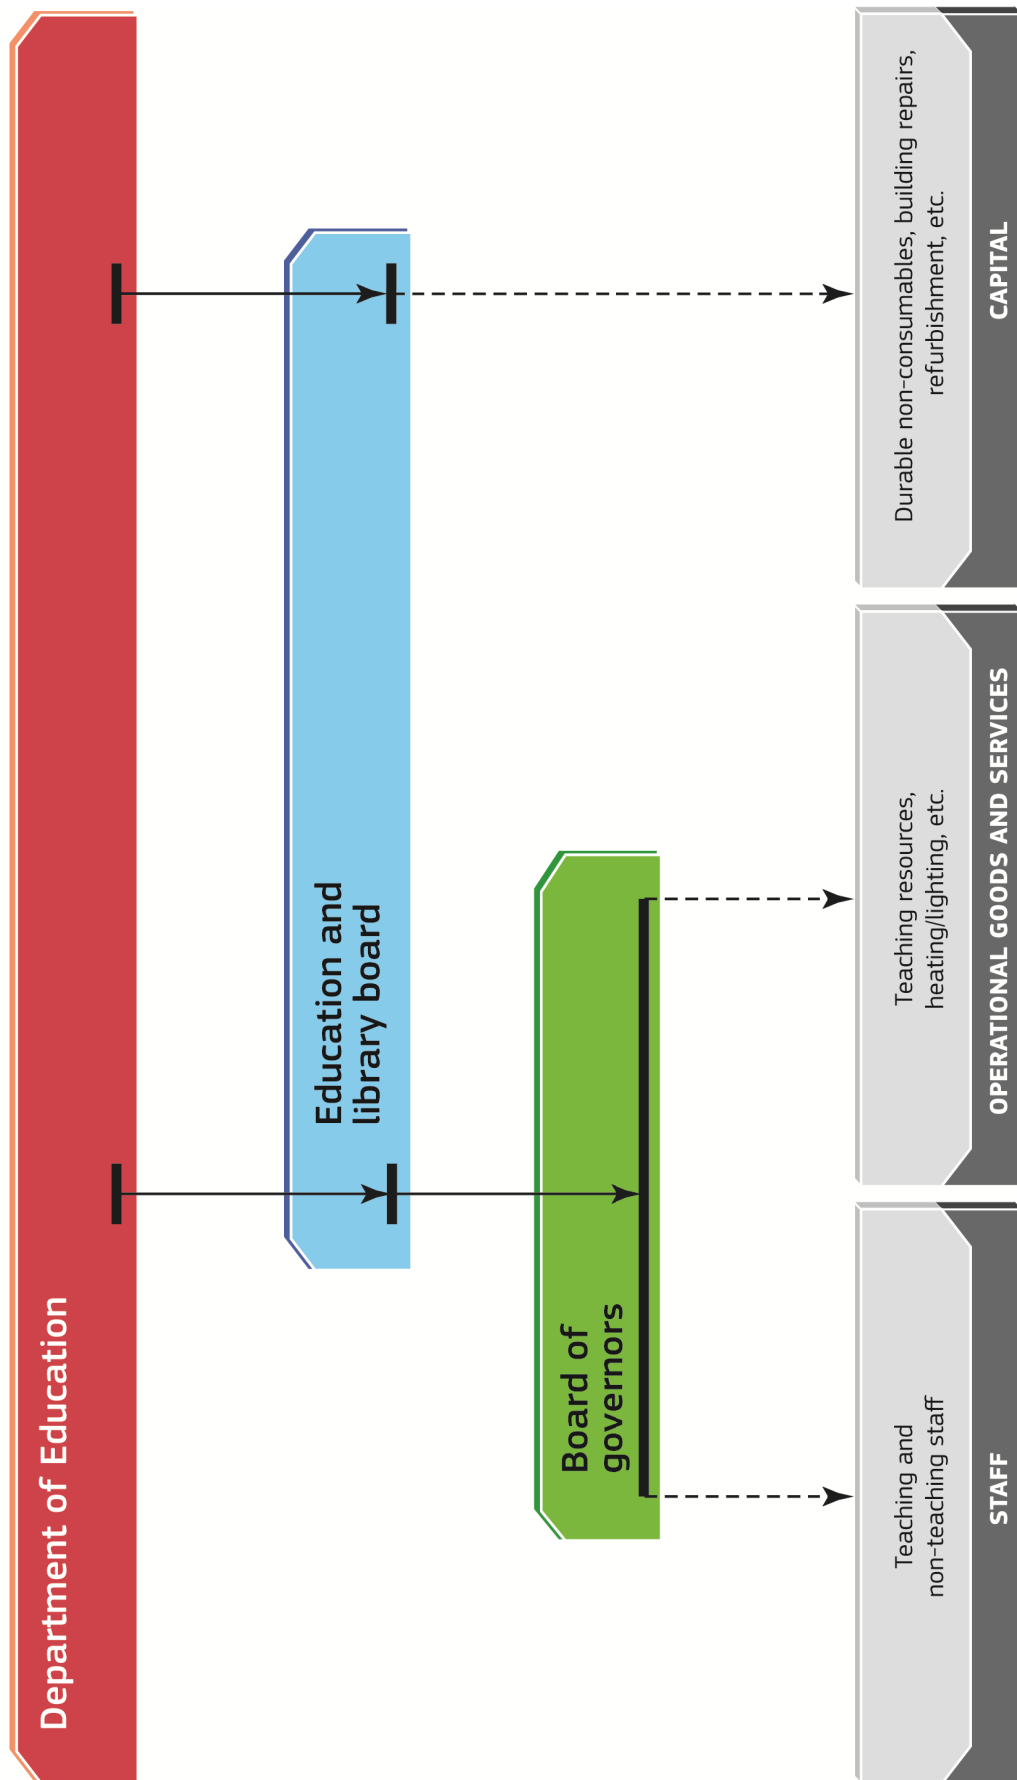 Department of Education
Education and
library board
Board of
governors
Teaching and
non-teaching staff
STAFF
Teaching resources,
heating/lighting, etc.
OPERATIONAL GOODS AND SERVICES
Durable non-consumables, building repairs,
refurbishment, etc.
CAPITAL